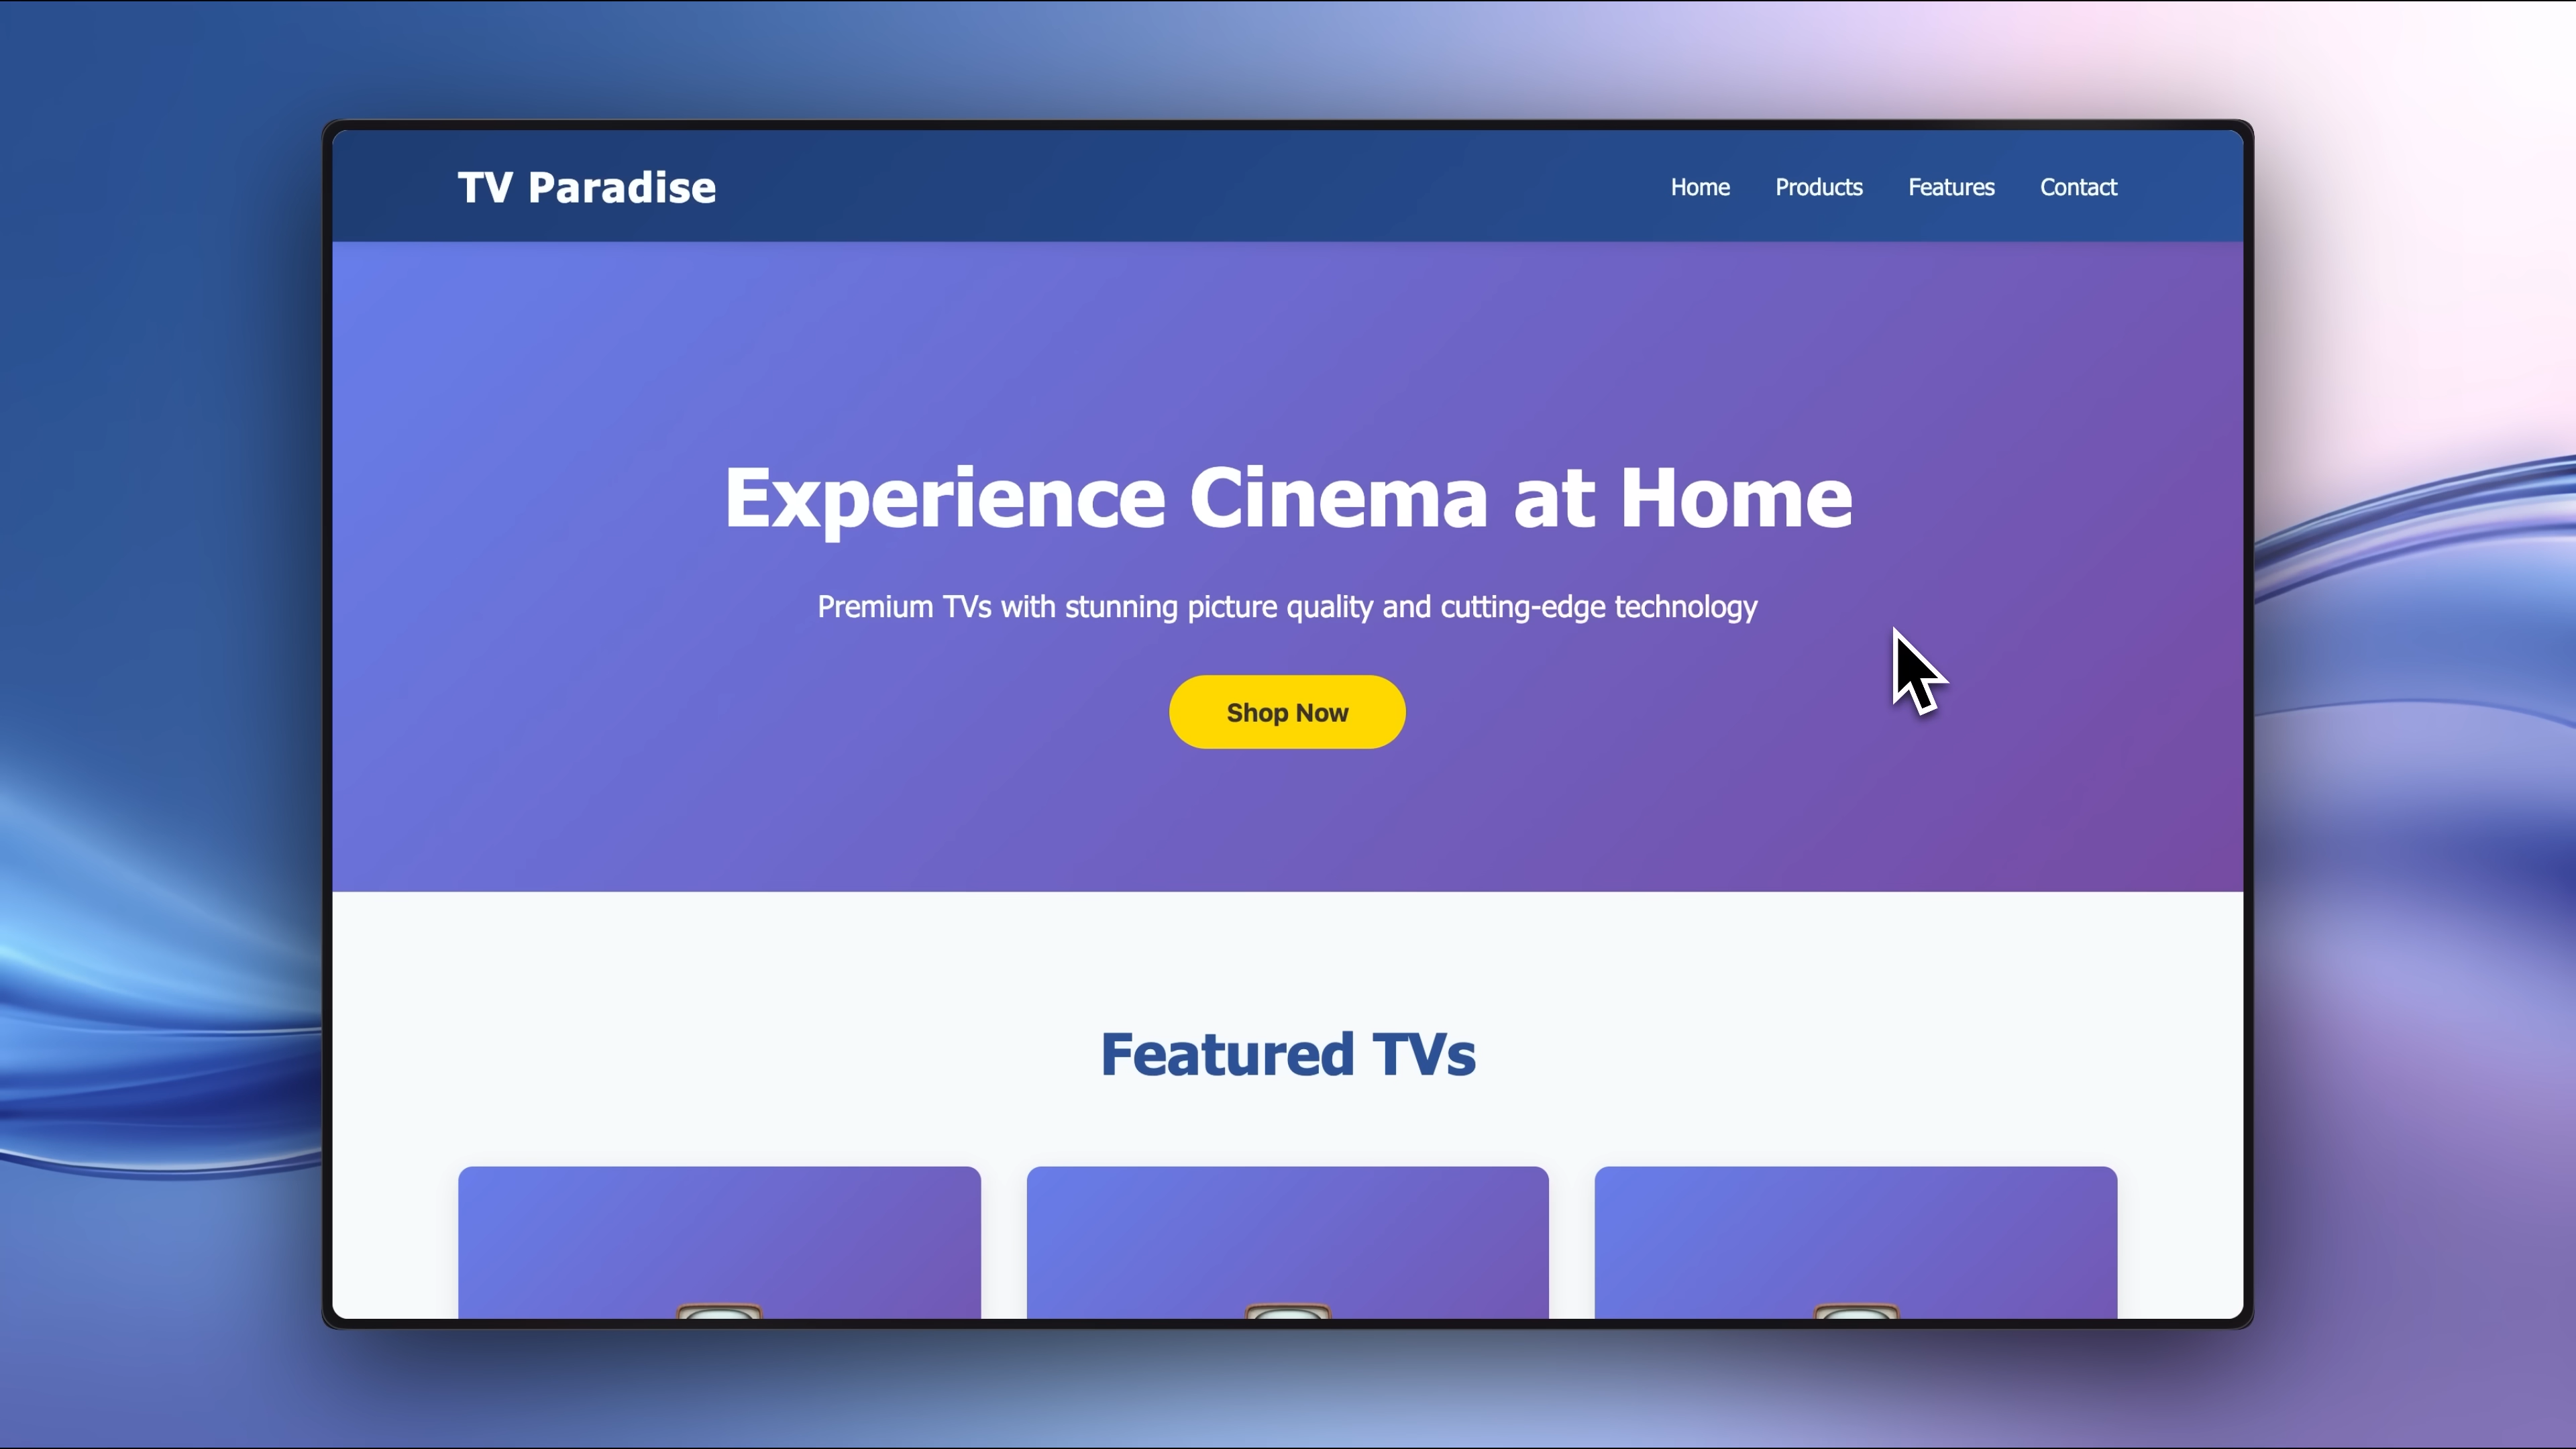 TV Paradise
Home
Products
Features
Contact
Experience Cinema at Home
Premium TVs with stunning picture quality and cutting-edge technology
Shop Now
Featured TVs